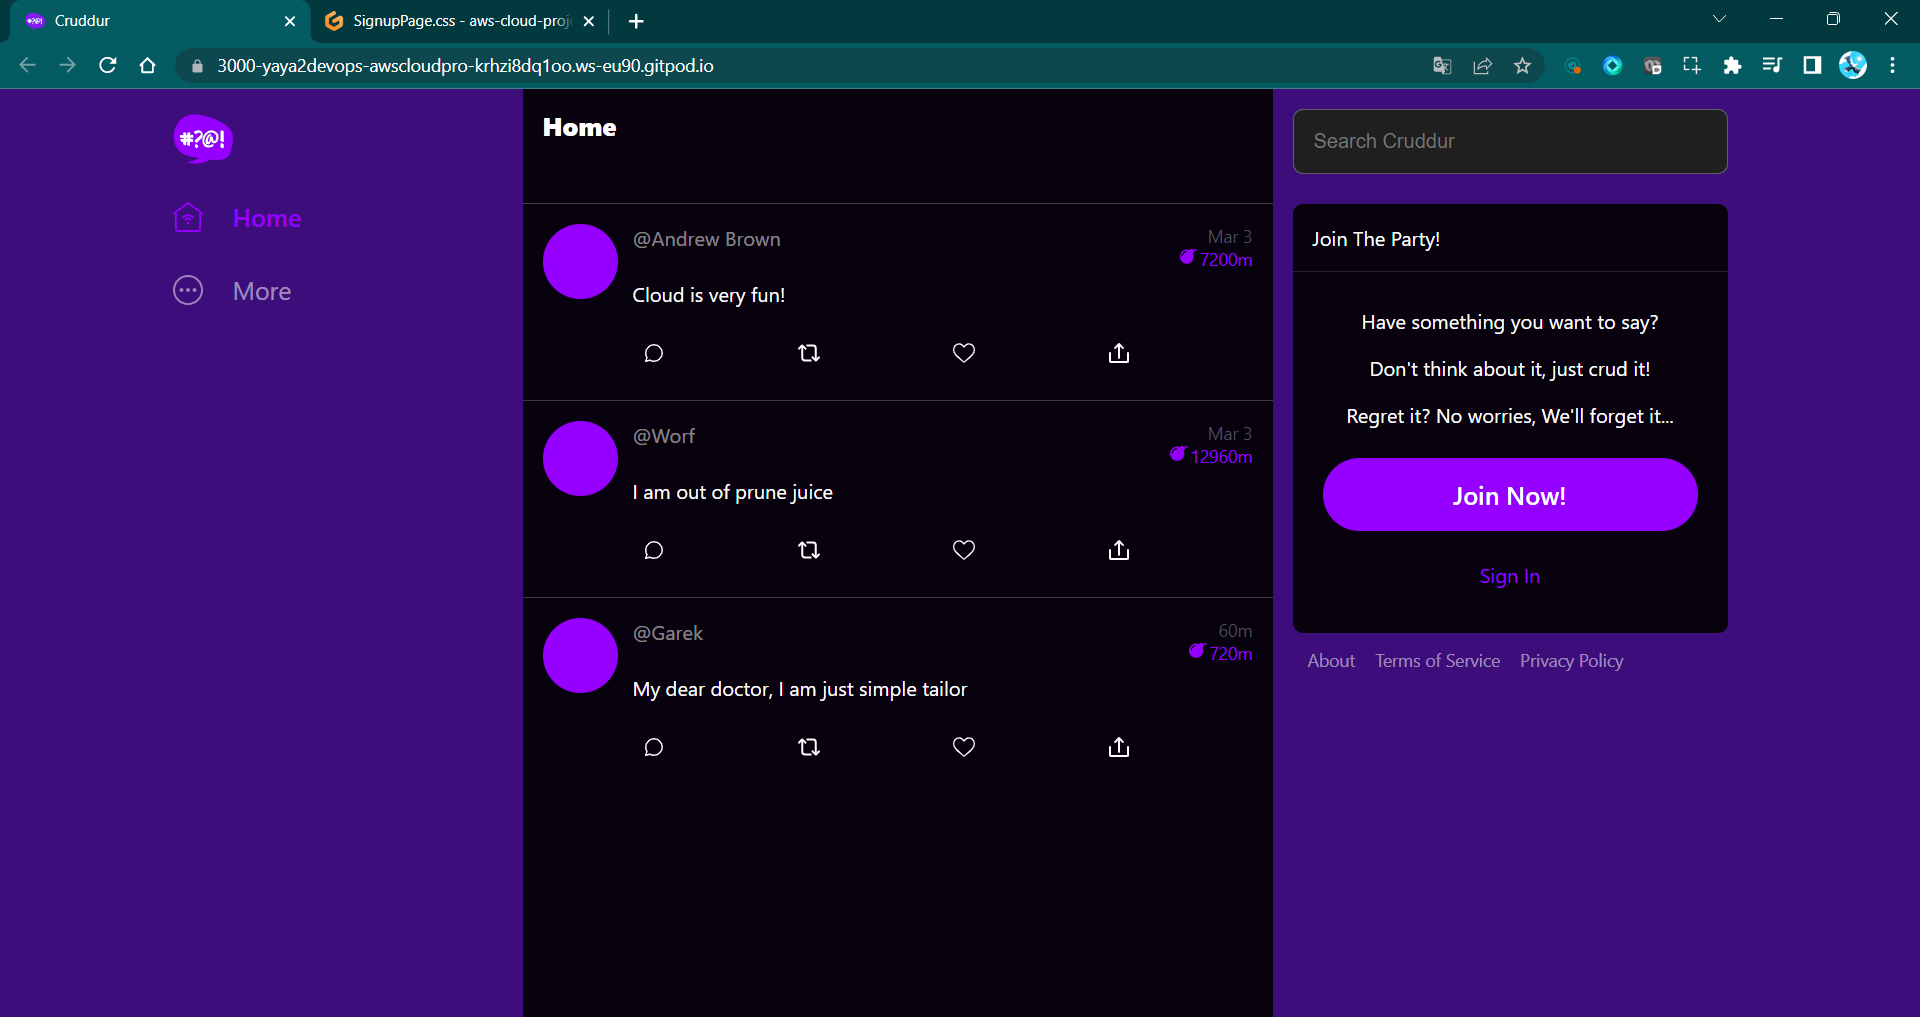 Cruddur
SignupPage.css - aws-cloud-proj
3000-yaya2devops-awscloudpro-krhzi8dq1oo.ws-eu90.gitpod.io
#?@!
Home
More
Home
@Andrew Brown
Mar 3
7200m
Cloud is very fun!
@Worf
Mar 3
12960m
I am out of prune juice
@Garek
60m
720m
My dear doctor, I am just simple tailor
Search Cruddur
Join The Party!
Have something you want to say?
Don't think about it, just crud it!
Regret it? No worries, We'll forget it...
Join Now!
Sign In
About Terms of Service Privacy Policy